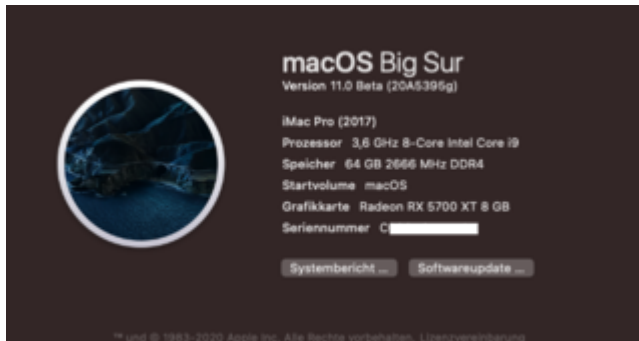 macOS Big Sur
Version 11.0 Beta (20A5395g)
iMac Pro (2017)
Prozessor 3,6 GHz 8-Core Intel Core i9
Speicher 64 GB 2666 MHz DDR4
Startvolume macOS
Grafikkarte Radeon RX 5700 XT 8 GB
Seriennummer C
Systembericht ...
Softwareupdate ...
™ und © 1983-2020 Apple Inc. Alle Rechte vorbehalten. Lizenzvereinbarung